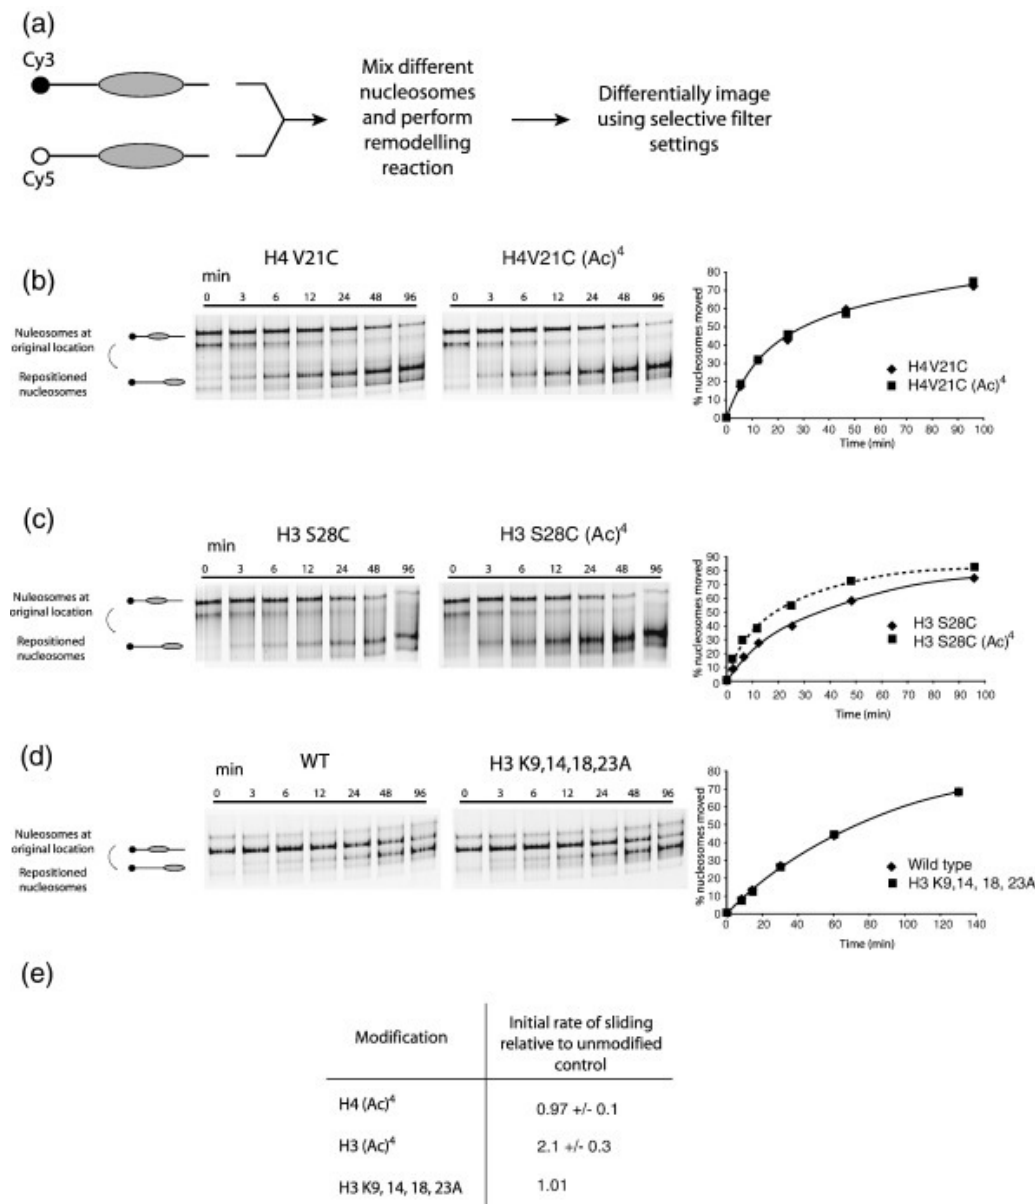 (a)
Cy3
Cy5
Mix different
nucleosomes
and perform
remodelling
reaction
Differentially image
using selective filter
settings
(b)
min
H4 V21C
H4V21C (Ac)4
0 3 6 12 24 48 96
0 3 6 12 24 48 96
Nuleosomes at
original location
Repositioned
nucleosomes
% nucleosomes moved
80
70
60
50
40
30
20
10
0
0 10 20 30 40 50 60 70 80 90 100
Time (min)
H4V21C
H4V21C (Ac)4
(c)
min
H3 S28C
H3 S28C (Ac)4
0 3 6 12 24 48 96
0 3 6 12 24 48 96
Nuleosomes at
original location
Repositioned
nucleosomes
% nucleosomes moved
90
80
70
60
50
40
30
20
10
0
0 10 20 30 40 50 60 70 80 90 100
Time (min)
H3 S28C
H3 S28C (Ac)4
(d)
min
WT
H3 K9,14,18,23A
0 3 6 12 24 48 96
0 3 6 12 24 48 96
Nuleosomes at
original location
Repositioned
nucleosomes
% nucleosomes moved
80
70
60
50
40
30
20
10
0
0 20 40 60 80 100 120 140
Time (min)
Wild type
H3 K9,14, 18, 23A
(e)
Modification
Initial rate of sliding
relative to unmodified
control
H4 (Ac)4
0.97 +/- 0.1
H3 (Ac)4
2.1 +/- 0.3
H3 K9, 14, 18, 23A
1.01